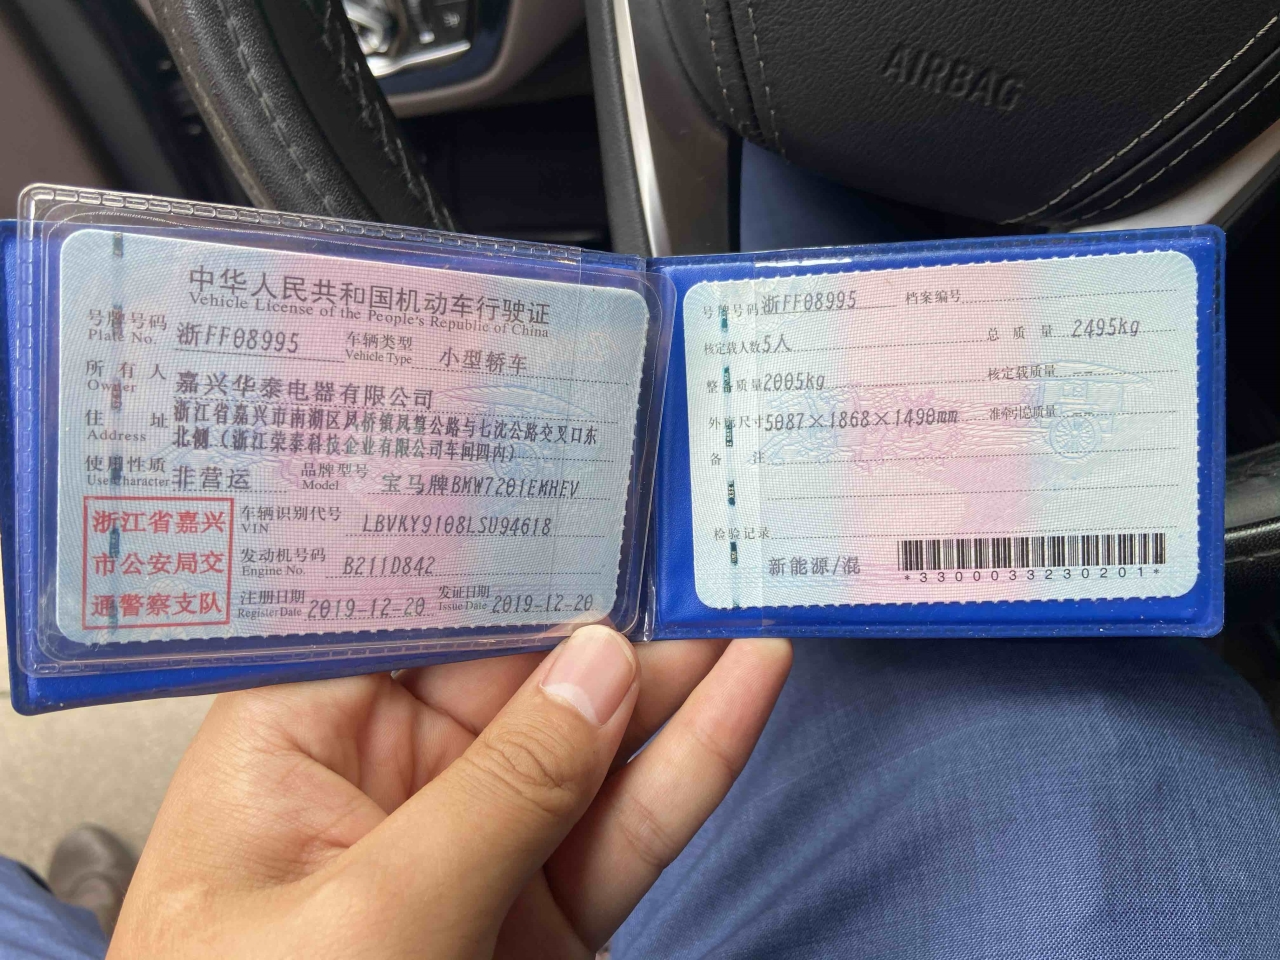 AIRBAG
中华人民共和国机动车行驶证
Vehicle License of the People's Republic of China
号牌号码 浙FF08995 车辆类型 小型轿车
Plate No. Vehicle Type
所有人 嘉兴华泰电器有限公司
Owner
住址 浙江省嘉兴市南湖区凤桥镇凤篁公路与七沈公路交叉口东
Address 北侧(浙江荣泰科技企业有限公司车间四内)
使用性质 非营运 品牌型号 宝马牌BMW7201EMHEV
Use Character Model
浙江省嘉兴
市公安局交
通警察支队
车辆识别代号 LBVKY9108LSU94618
VIN
发动机号码 B211D842
Engine No.
注册日期 2019-12-20 发证日期 2019-12-20
Register Date Issue Date
号牌号码 浙FF08995 档案编号
核定载人数 5人 总质量 2495kg
整备质量 2005kg 核定载质量 --
外廓尺寸 5087×1868×1490mm 准牵引总质量 --
备注
检验记录
新能源/混
*3300033230201*